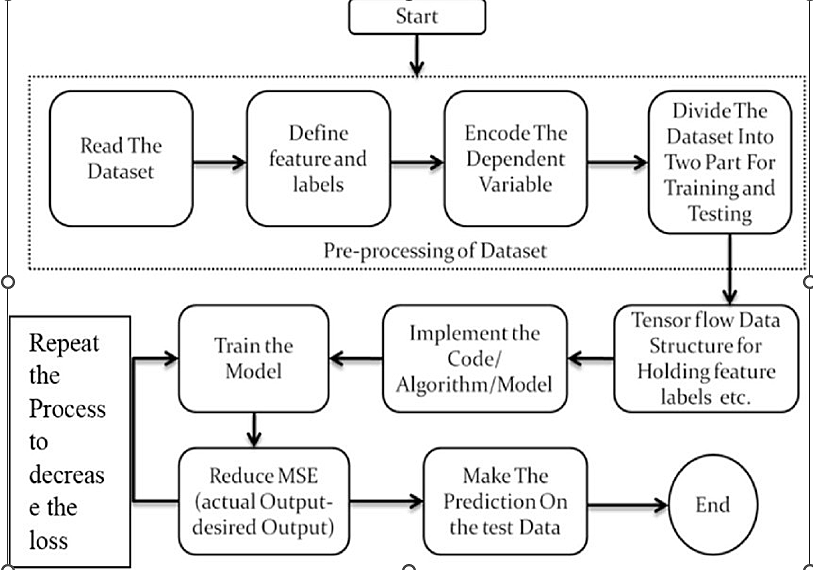 Start
Read The
Dataset
Define
feature and
labels
Encode The
Dependent
Variable
Divide The
Dataset Into
Two Part For
Training and
Testing
Pre-processing of Dataset
Tensor flow Data
Structure for
Holding feature
labels etc.
Implement the
Code/
Algorithm/Model
Train the
Model
Repeat
the
Process
to
decreas
e the
loss
Reduce MSE
(actual Output-
desired Output)
Make The
Prediction On
the test Data
End